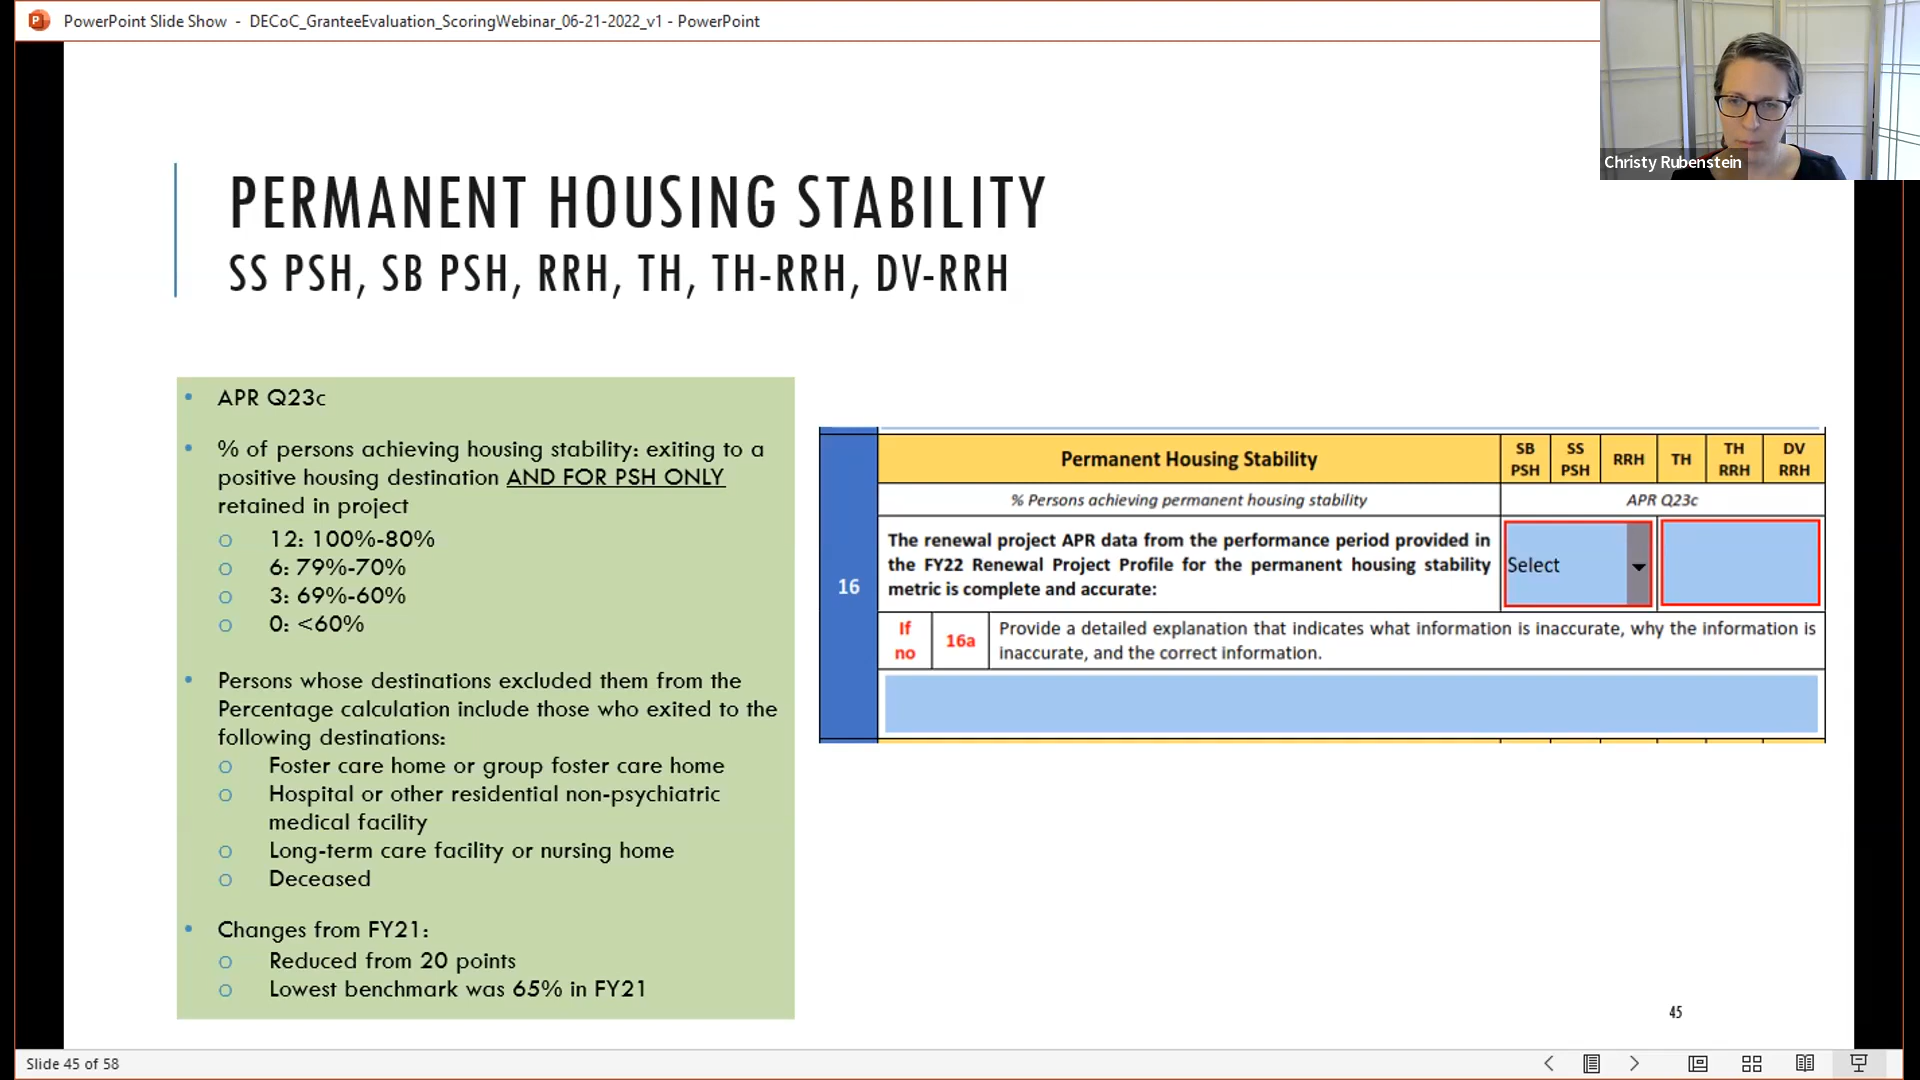 PowerPoint Slide Show - DECoC_GranteeEvaluation_ScoringWebinar_06-21-2022_v1 - PowerPoint
Christy Rubenstein
PERMANENT HOUSING STABILITY
SS PSH, SB PSH, RRH, TH, TH-RRH, DV-RRH
• APR Q23c
• % of persons achieving housing stability: exiting to a
positive housing destination AND FOR PSH ONLY
retained in project
o 12: 100%-80%
o 6: 79%-70%
o 3: 69%-60%
o 0: <60%
• Persons whose destinations excluded them from the
Percentage calculation include those who exited to the
following destinations:
o Foster care home or group foster care home
o Hospital or other residential non-psychiatric
medical facility
o Long-term care facility or nursing home
o Deceased
• Changes from FY21:
o Reduced from 20 points
o Lowest benchmark was 65% in FY21
16
Permanent Housing Stability
SB PSH
SS PSH
RRH
TH
TH RRH
DV RRH
% Persons achieving permanent housing stability
APR Q23c
The renewal project APR data from the performance period provided in
the FY22 Renewal Project Profile for the permanent housing stability
metric is complete and accurate:
Select
If no
16a
Provide a detailed explanation that indicates what information is inaccurate, why the information is
inaccurate, and the correct information.
45
Slide 45 of 58